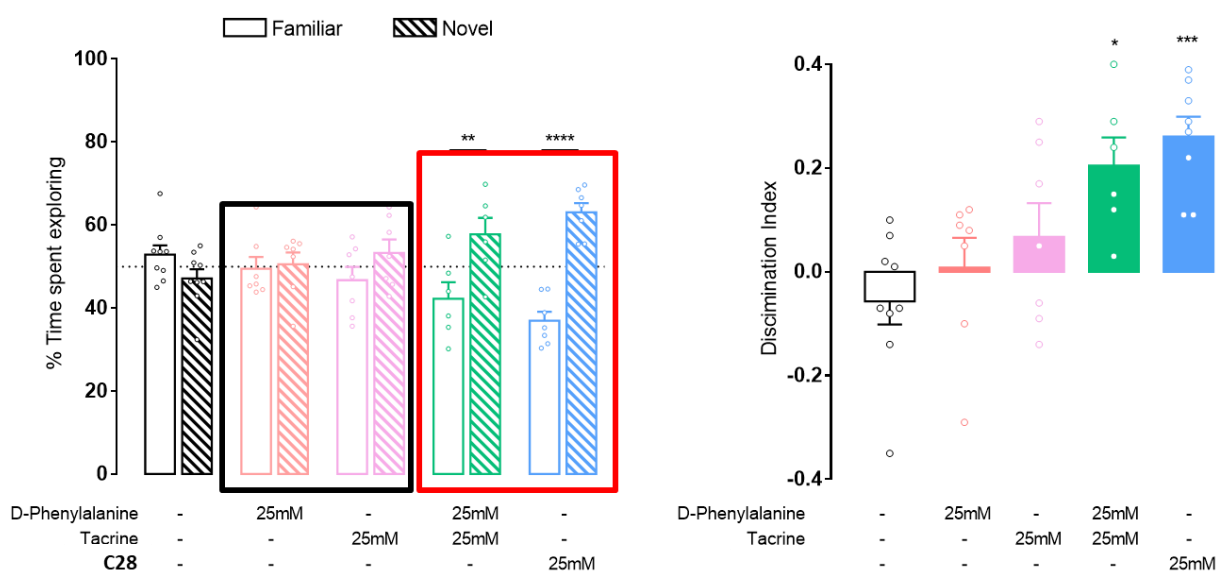 Familiar Novel
100
80
60
40
20
0
% Time spent exploring
** ****
D-Phenylalanine - 25mM - 25mM -
Tacrine - - 25mM 25mM -
C28 - - - - 25mM
* ***
0.4
0.2
0.0
-0.2
-0.4
Liscimination Index
D-Phenylalanine - 25mM - 25mM -
Tacrine - - 25mM 25mM -
- - - - 25mM